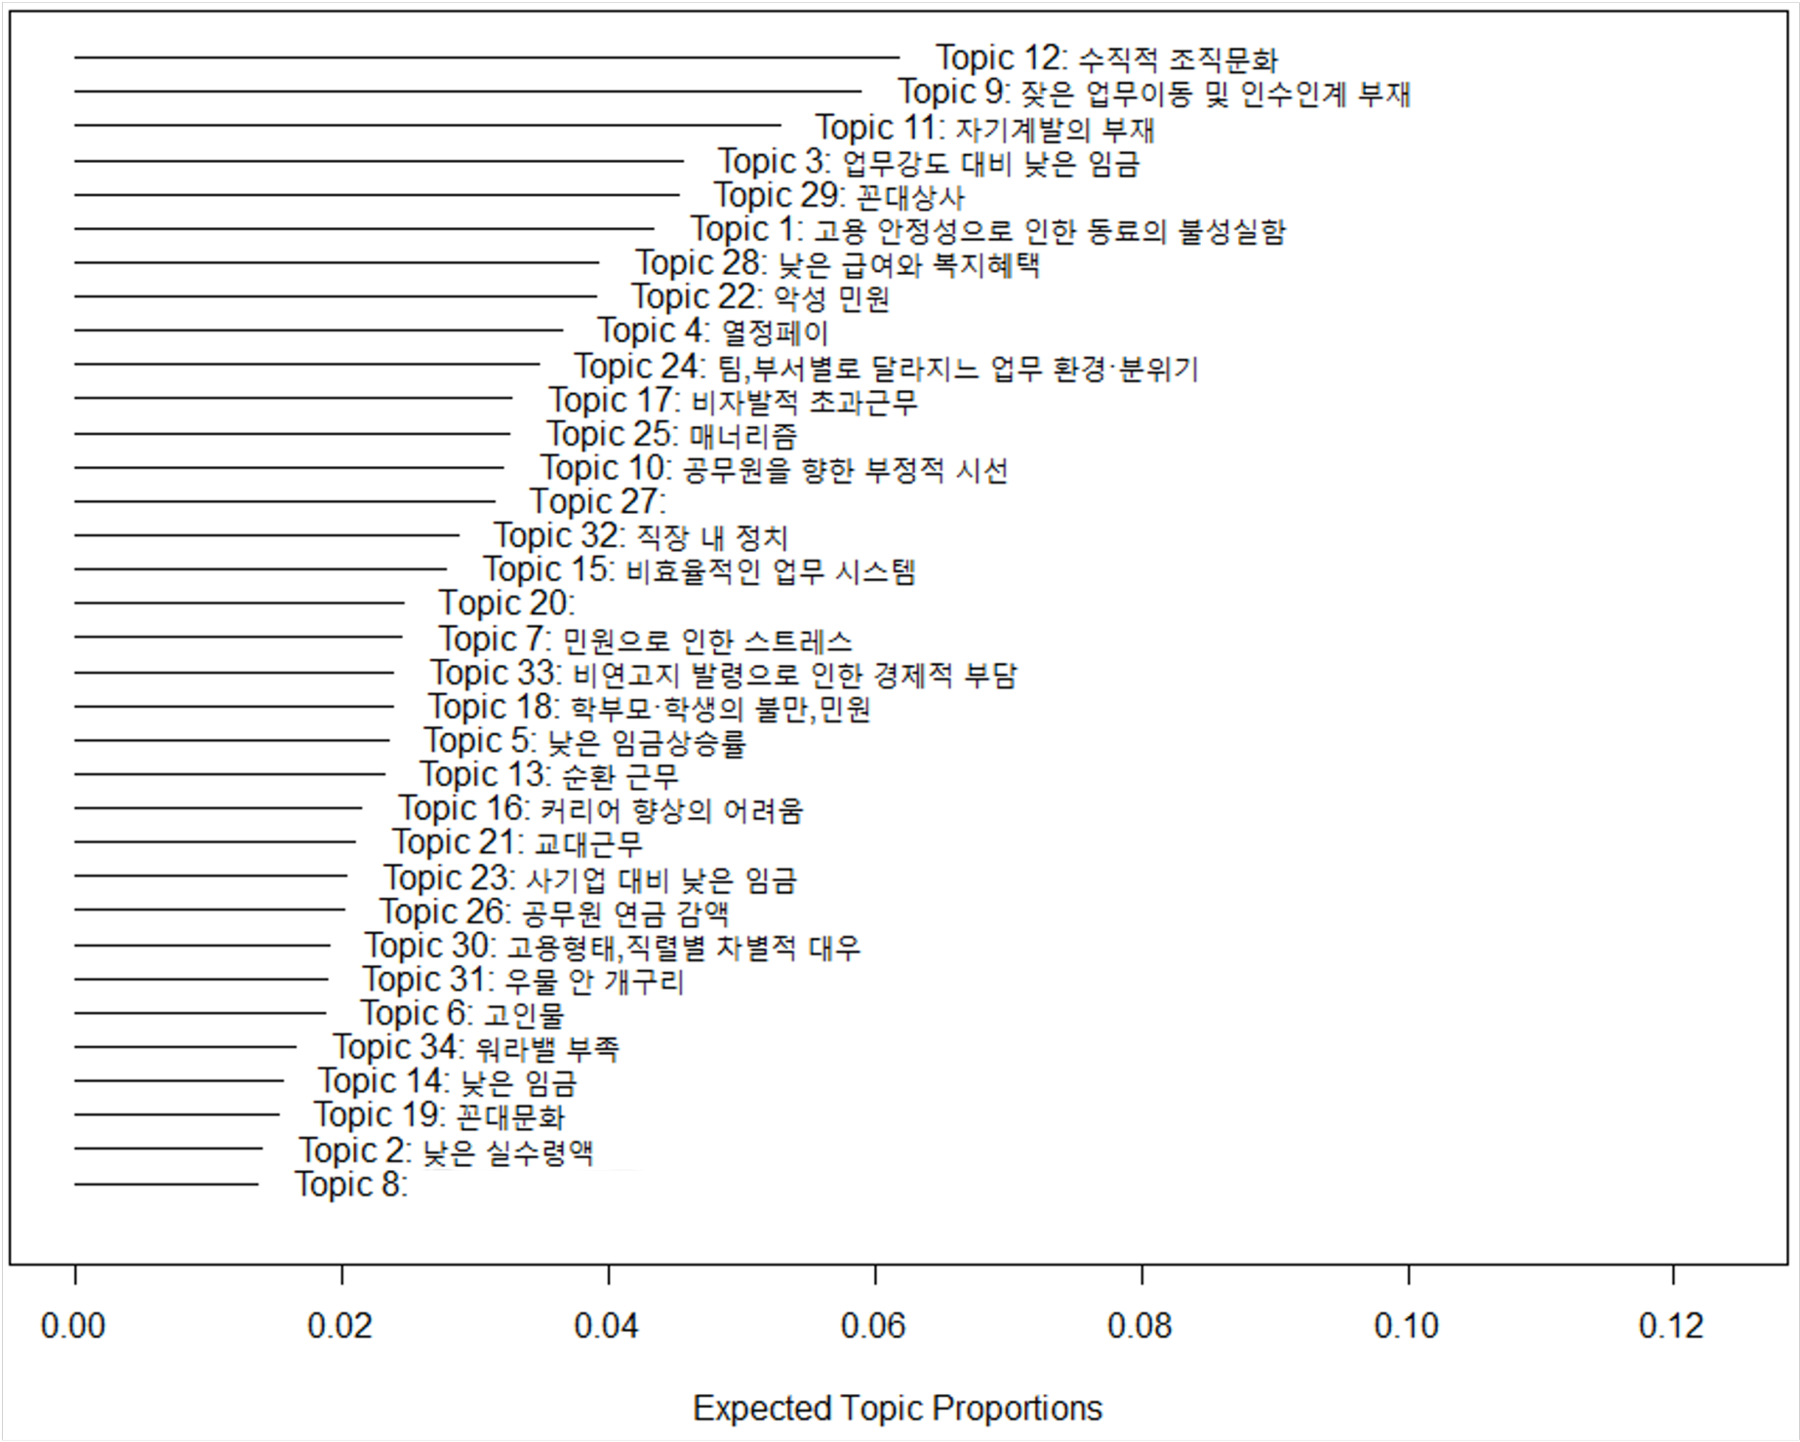 Topic 12: 수직적 조직문화
Topic 9: 잦은 업무이동 및 인수인계 부재
Topic 11: 자기계발의 부재
Topic 3: 업무강도 대비 낮은 임금
Topic 29: 꼰대상사
Topic 1: 고용 안정성으로 인한 동료의 불성실함
Topic 28: 낮은 급여와 복지혜택
Topic 22: 악성 민원
Topic 4: 열정페이
Topic 24: 팀,부서별로 달라지느 업무 환경·분위기
Topic 17: 비자발적 초과근무
Topic 25: 매너리즘
Topic 10: 공무원을 향한 부정적 시선
Topic 27:
Topic 32: 직장 내 정치
Topic 15: 비효율적인 업무 시스템
Topic 20:
Topic 7: 민원으로 인한 스트레스
Topic 33: 비연고지 발령으로 인한 경제적 부담
Topic 18: 학부모·학생의 불만,민원
Topic 5: 낮은 임금상승률
Topic 13: 순환 근무
Topic 16: 커리어 향상의 어려움
Topic 21: 교대근무
Topic 23: 사기업 대비 낮은 임금
Topic 26: 공무원 연금 감액
Topic 30: 고용형태,직렬별 차별적 대우
Topic 31: 우물 안 개구리
Topic 6: 고인물
Topic 34: 워라밸 부족
Topic 14: 낮은 임금
Topic 19: 꼰대문화
Topic 2: 낮은 실수령액
Topic 8:
0.00 0.02 0.04 0.06 0.08 0.10 0.12
Expected Topic Proportions